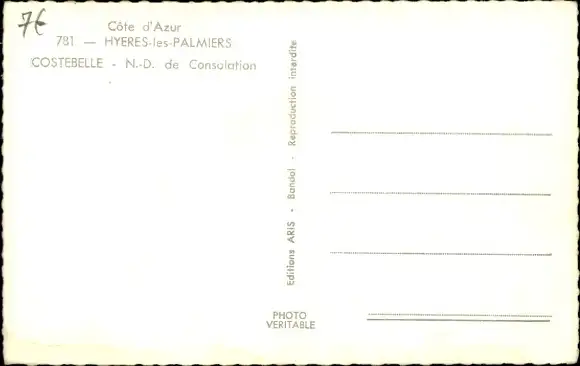 7€
Côte d'Azur
781 — HYERES-les-PALMIERS
COSTEBELLE - N.-D. de Consolation
Editions ARIS - Bandol - Reproduction interdite
PHOTO
VERITABLE